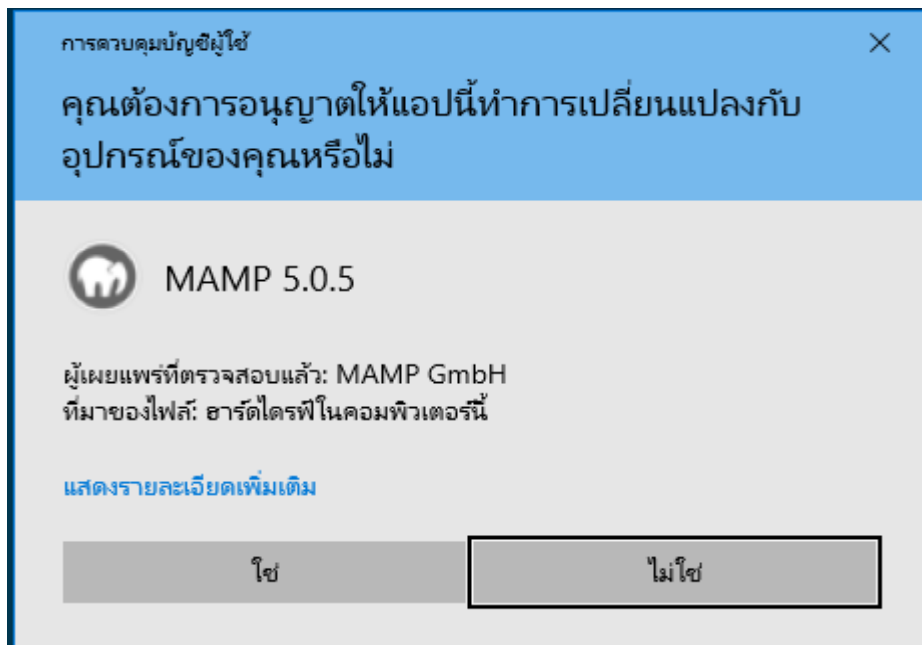 การควบคุมบัญชีผู้ใช้
คุณต้องการอนุญาตให้แอปนี้ทำการเปลี่ยนแปลงกับ
อุปกรณ์ของคุณหรือไม่
MAMP 5.0.5
ผู้เผยแพร่ที่ตรวจสอบแล้ว: MAMP GmbH
ที่มาของไฟล์: ฮาร์ดไดรฟ์ในคอมพิวเตอร์นี้
แสดงรายละเอียดเพิ่มเติม
ใช่
ไม่ใช่